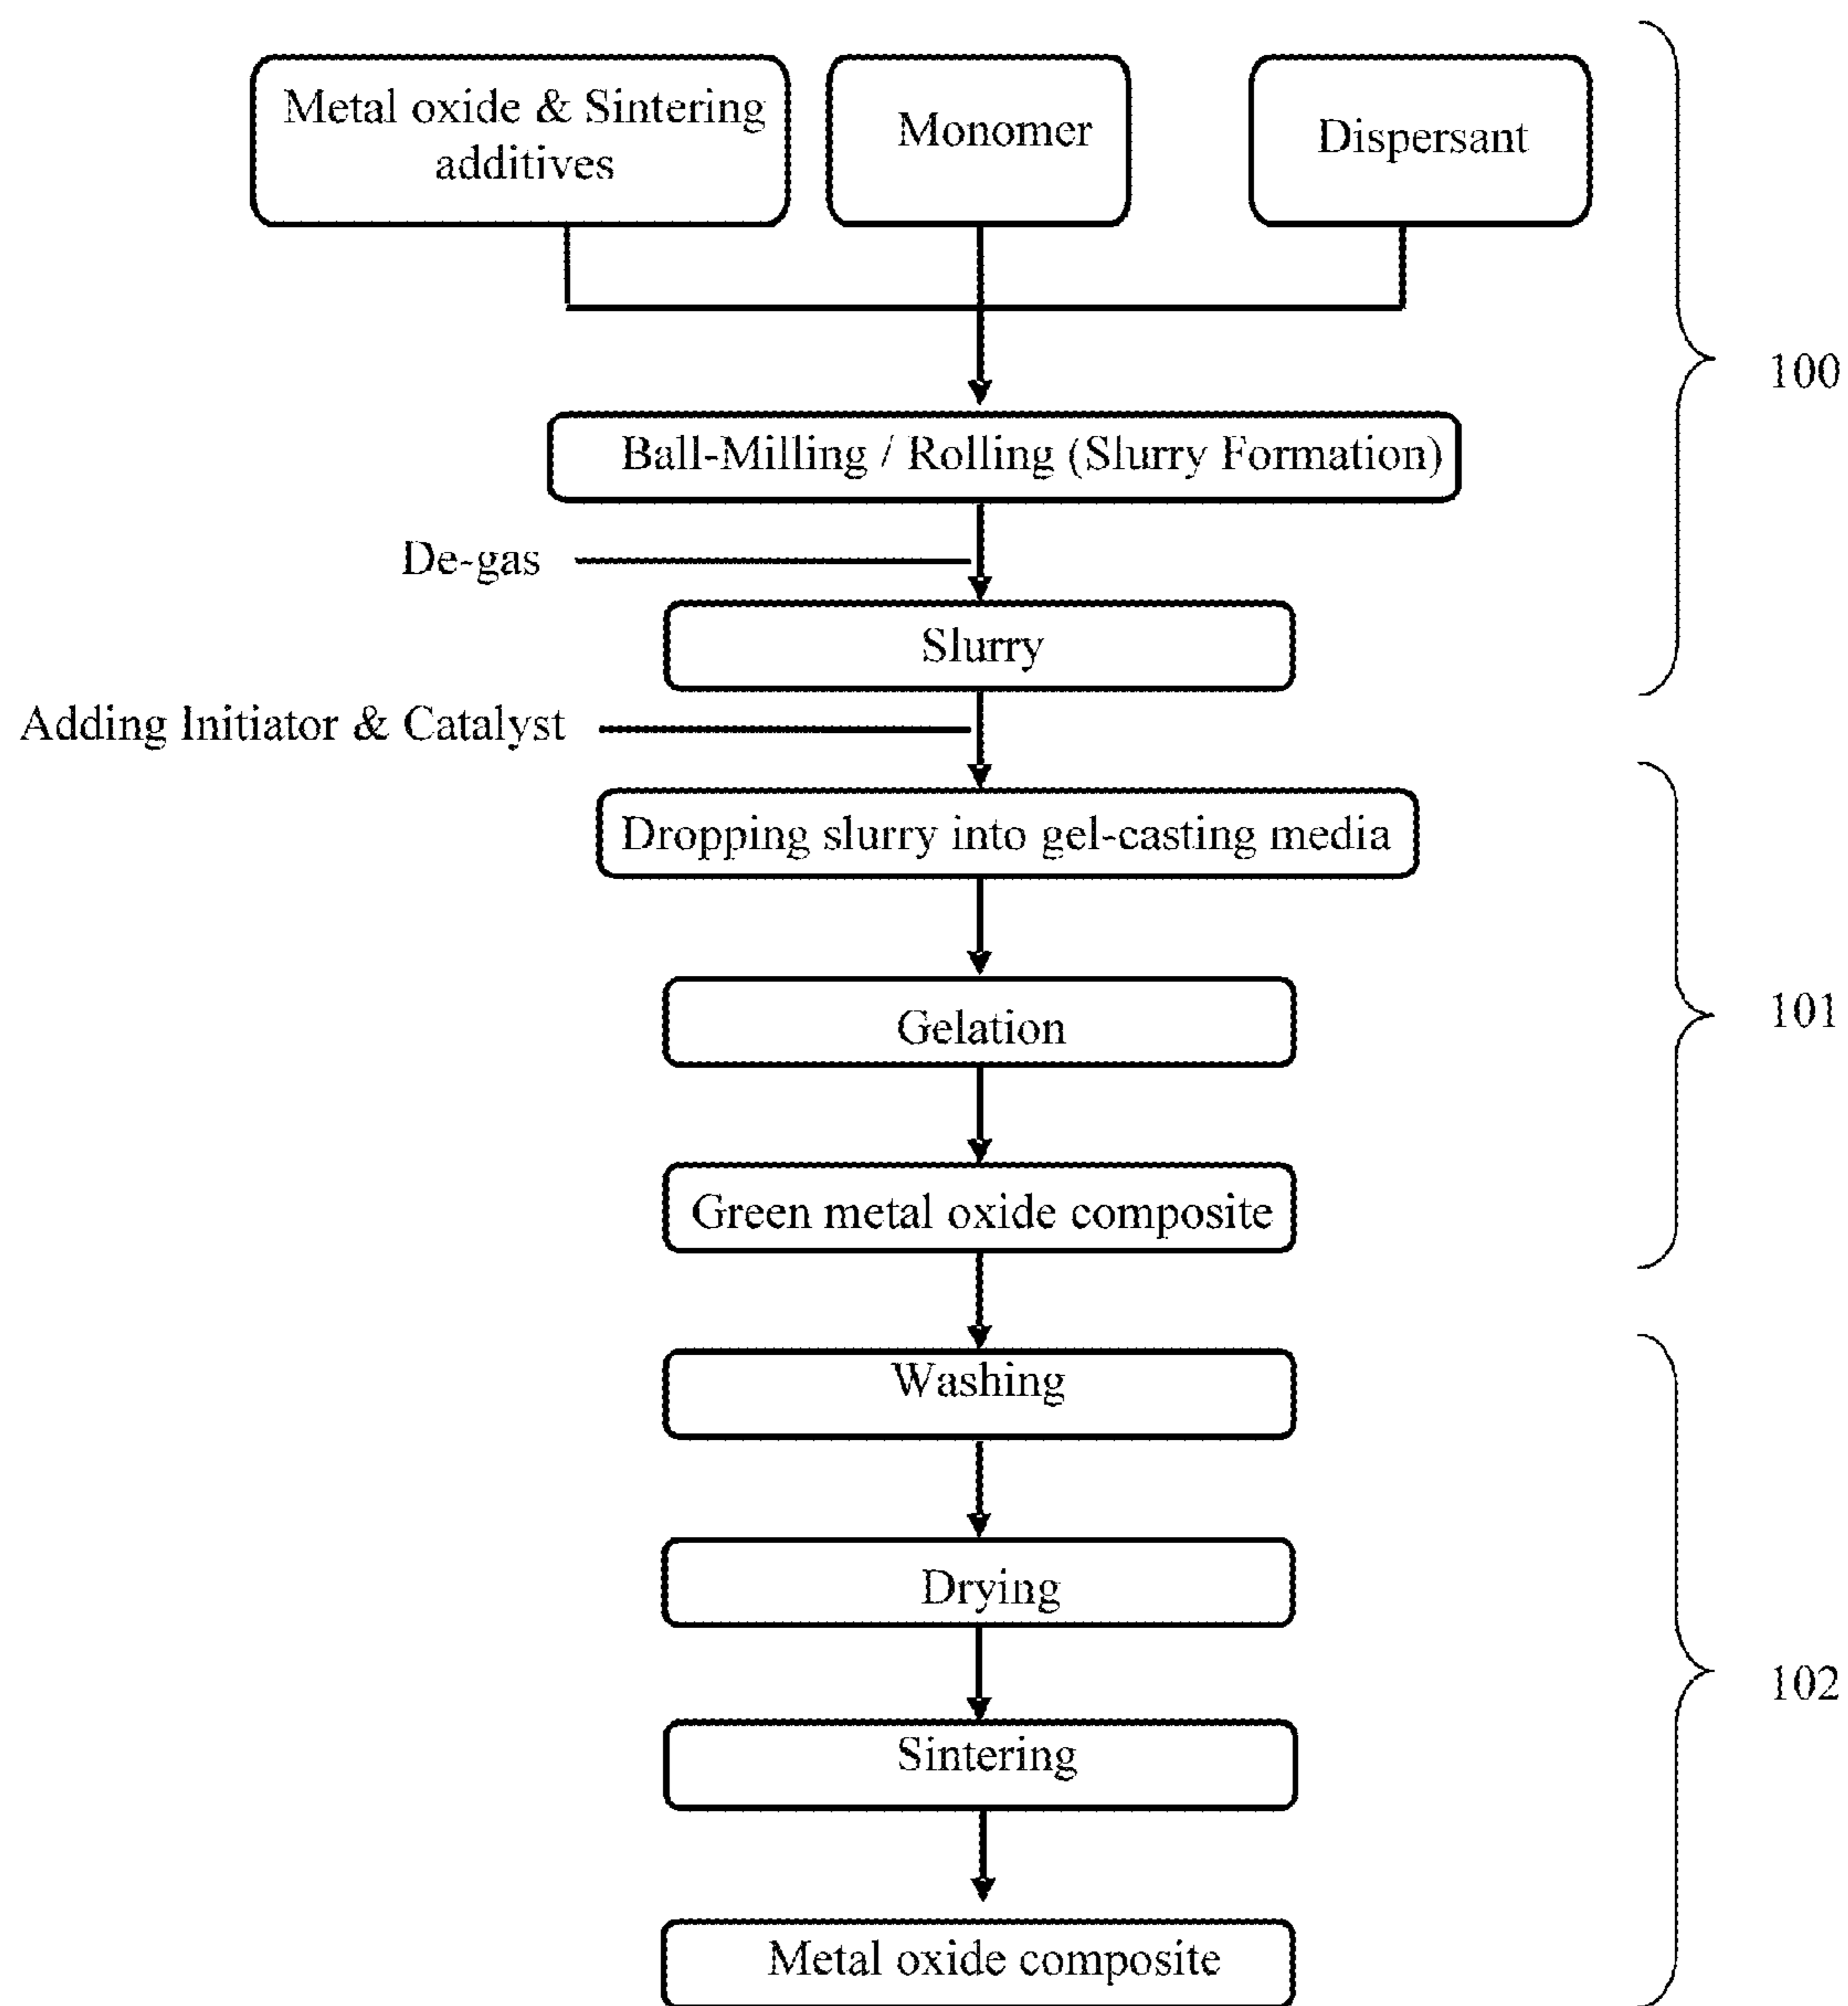 Metal oxide & Sintering
additives
Monomer
Dispersant
100
Ball-Milling / Rolling (Slurry Formation)
De-gas
Slurry
Adding Initiator & Catalyst
Dropping slurry into gel-casting media
101
Gelation
Green metal oxide composite
Washing
Drying
102
Sintering
Metal oxide composite